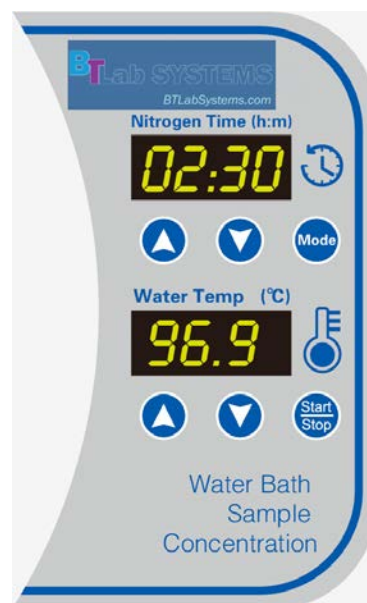 BTLab SYSTEMS
BTLabSystems.com
Nitrogen Time (h:m)
02:30
Mode
Water Temp (°C)
96.9
Start
Stop
Water Bath
Sample
Concentration